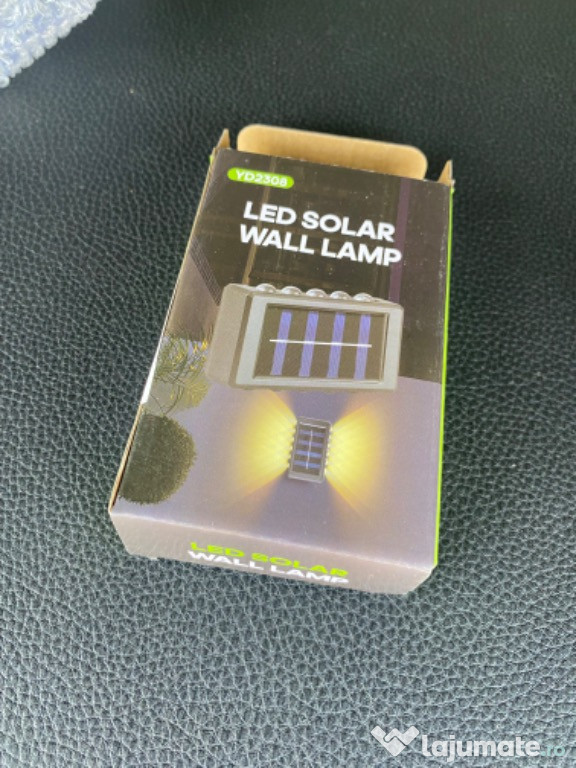 YD2308
LED SOLAR
WALL LAMP
LED SOLAR
WALL LAMP
lajumate.ro